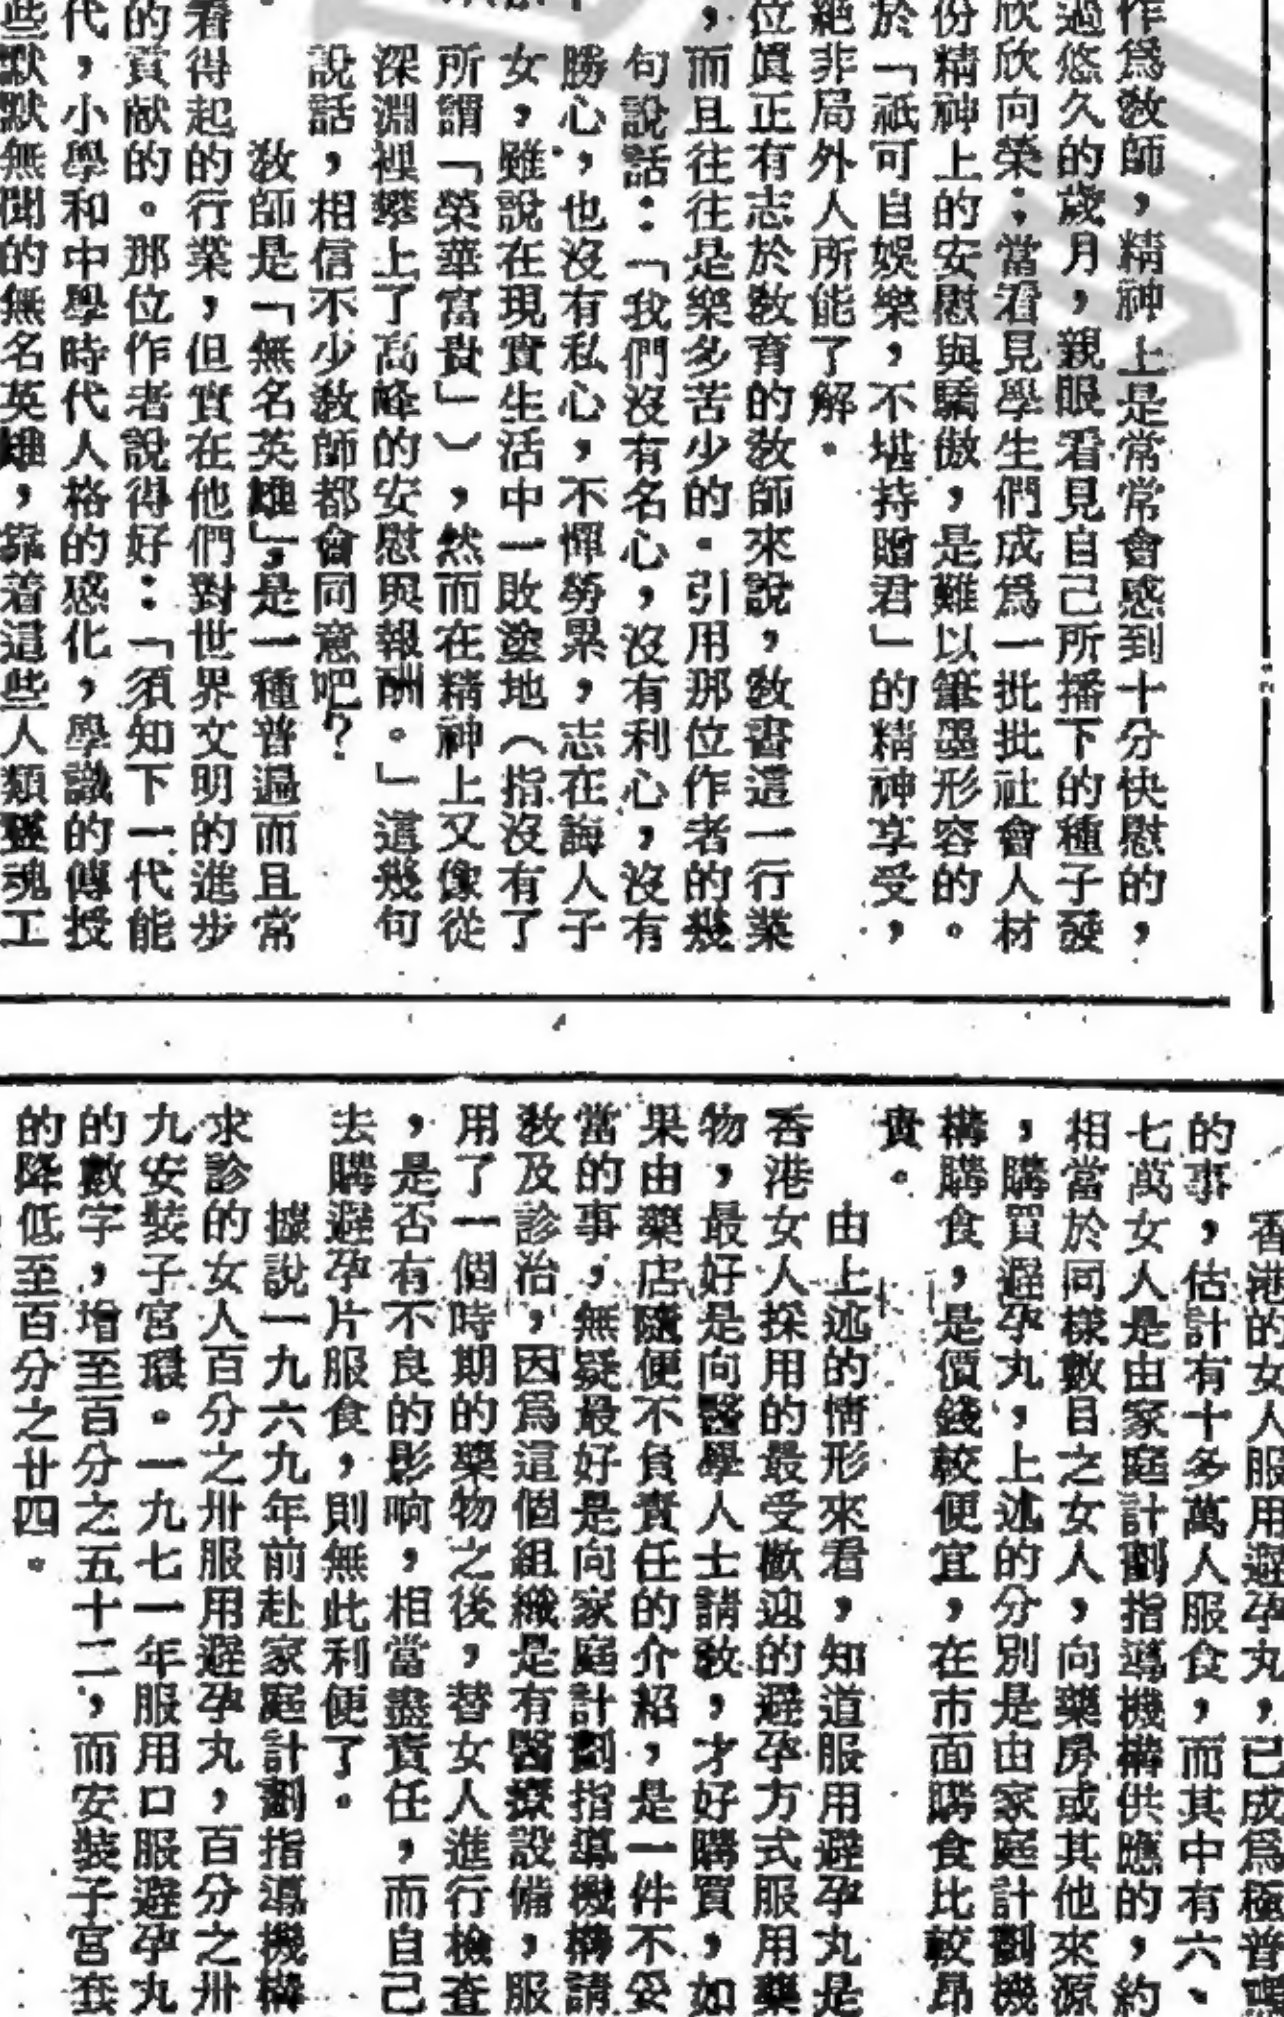 作爲教師，精神上是常常會感到十分快慰的，
過悠久的歲月，親眼看見自己所播下的種子發
欣欣向榮；當看見學生們成爲一批批社會人材
份精神上的安慰與驕傲，是難以筆墨形容的。
於「祇可自娛樂，不堪持贈君」的精神享受，
絕非局外人所能了解。
位眞正有志於教育的教師來說，教書這一行業
，而且往往是樂多苦少的。引用那位作者的幾
句說話：「我們沒有名心，沒有利心，沒有
勝心，也沒有私心，不憚勞累，志在誨人子
女，雖說在現實生活中一敗塗地（指沒有了
所謂「榮華富貴」），然而在精神上又像從
深淵裡攀上了高峰的安慰與報酬。」這幾句
說話，相信不少教師都會同意吧？
教師是「無名英雄」，是一種普遍而且常
看得起的行業，但實在他們對世界文明的進步
的貢献的。那位作者說得好：「須知下一代能
代，小學和中學時代人格的感化，學識的傳授
些默默無聞的無名英雄，靠着這些人類靈魂工
香港的女人服用避孕丸，已成爲極普遍
的事，估計有十多萬人服食，而其中有六、
七萬女人是由家庭計劃指導機構供應的，約
相當於同樣數目之女人，向藥房或其他來源
，購買避孕丸，上述的分別是由家庭計劃機
構購食，是價錢較便宜，在市面購食比較昂
貴。
由上述的情形來看，知道服用避孕丸是
香港女人採用的最受歡迎的避孕方式服用藥
物，最好是向醫學人士請教，才好購買，如
果由藥店隨便不負責任的介紹，是一件不妥
當的事，無疑最好是向家庭計劃指導機構請
教及診治，因爲這個組織是有醫療設備，服
用了一個時期的藥物之後，替女人進行檢查
，是否有不良的影响，相當盡責任，而自己
去購避孕片服食，則無此利便了。
據說一九六九年前赴家庭計劃指導機構
求診的女人百分之卅服用避孕丸，百分之卅
九安裝子宮環。一九七一年服用口服避孕丸
的數字，增至百分之五十二，而安裝子宮套
的降低至百分之廿四。